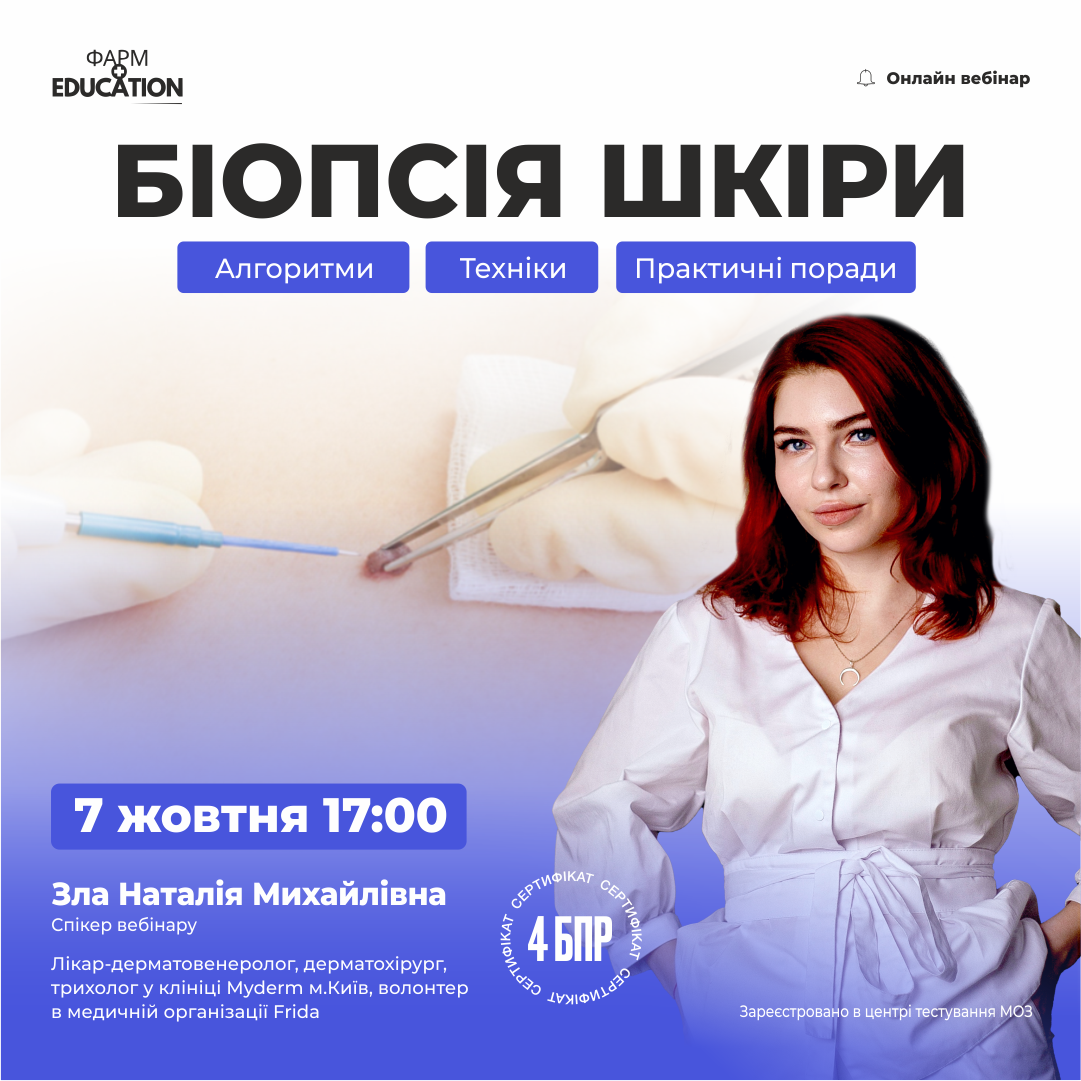 ФАРМ
EDUCATION
Онлайн вебінар
БІОПСІЯ ШКІРИ
Алгоритми
Техніки
Практичні поради
7 жовтня 17:00
Зла Наталія Михайлівна
Спікер вебінару
Лікар-дерматовенеролог, дерматохірург,
трихолог у клініці Myderm м.Київ, волонтер
в медичній організації Frida
СЕРТИФІКАТ СЕРТИФІКАТ СЕРТИФІКАТ СЕРТИФІКАТ
4 БПР
Зареєстровано в центрі тестування МОЗ